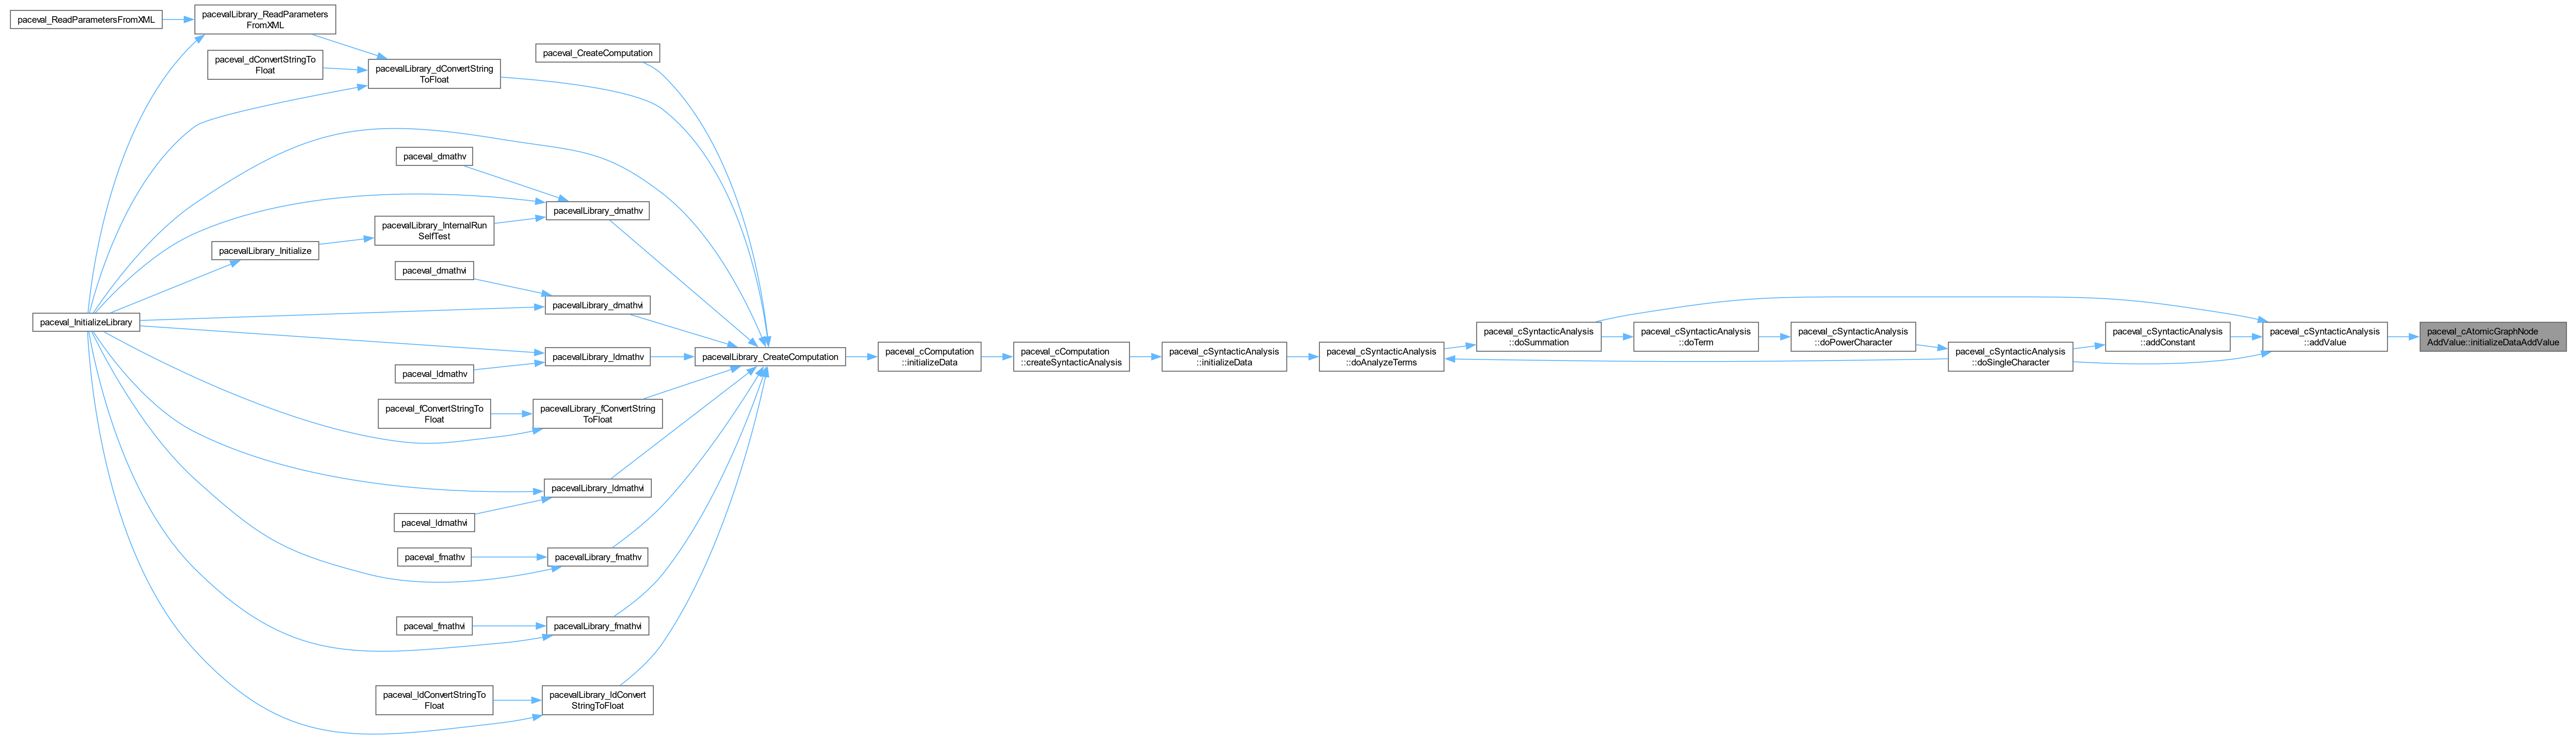 paceval_ReadParametersFromXML
pacevalLibrary_ReadParameters
FromXML
paceval_dConvertStringTo
Float
pacevalLibrary_dConvertString
ToFloat
paceval_CreateComputation
paceval_dmathv
pacevalLibrary_dmathv
pacevalLibrary_InternalRun
SelfTest
pacevalLibrary_Initialize
paceval_dmathvi
pacevalLibrary_dmathvi
paceval_InitializeLibrary
pacevalLibrary_ldmathv
paceval_ldmathv
pacevalLibrary_CreateComputation
paceval_cComputation
::initializeData
paceval_cComputation
::createSyntacticAnalysis
paceval_cSyntacticAnalysis
::initializeData
paceval_cSyntacticAnalysis
::doAnalyzeTerms
paceval_cSyntacticAnalysis
::doSummation
paceval_cSyntacticAnalysis
::doTerm
paceval_cSyntacticAnalysis
::doPowerCharacter
paceval_cSyntacticAnalysis
::doSingleCharacter
paceval_cSyntacticAnalysis
::addConstant
paceval_cSyntacticAnalysis
::addValue
paceval_cAtomicGraphNode
AddValue::initializeDataAddValue
paceval_fConvertStringTo
Float
pacevalLibrary_fConvertString
ToFloat
pacevalLibrary_ldmathvi
paceval_ldmathvi
paceval_fmathv
pacevalLibrary_fmathv
paceval_fmathvi
pacevalLibrary_fmathvi
paceval_ldConvertStringTo
Float
pacevalLibrary_ldConvert
StringToFloat